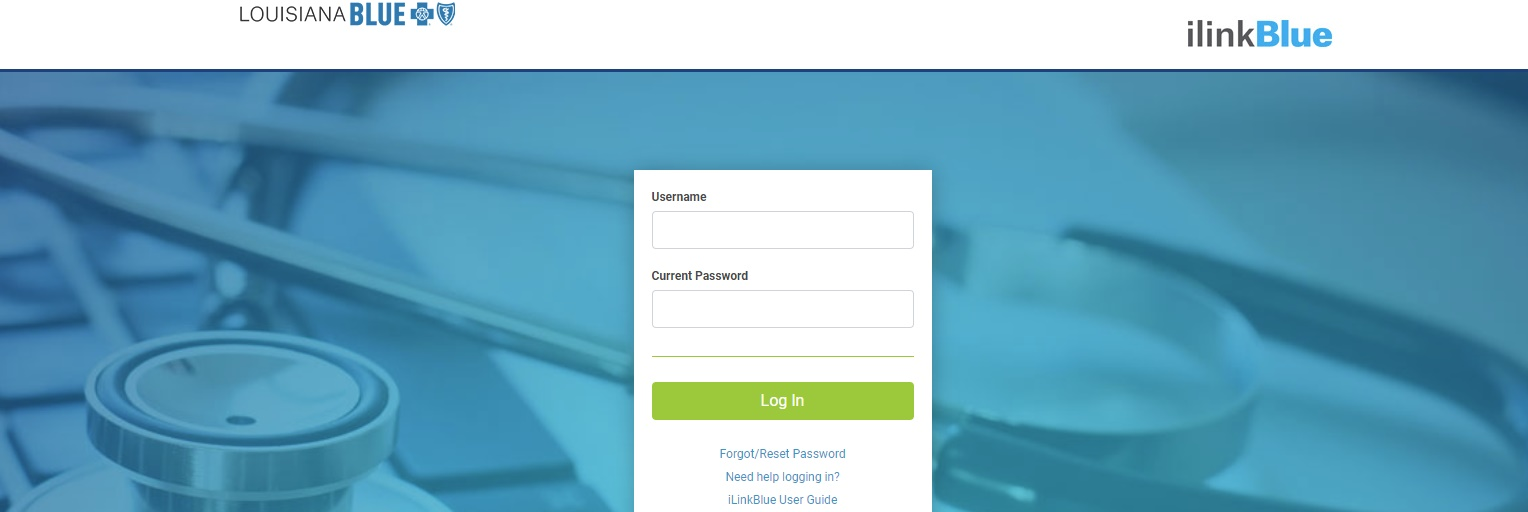 LOUISIANA BLUE
ilinkBlue
Username
Current Password
Log In
Forgot/Reset Password
Need help logging in?
iLinkBlue User Guide